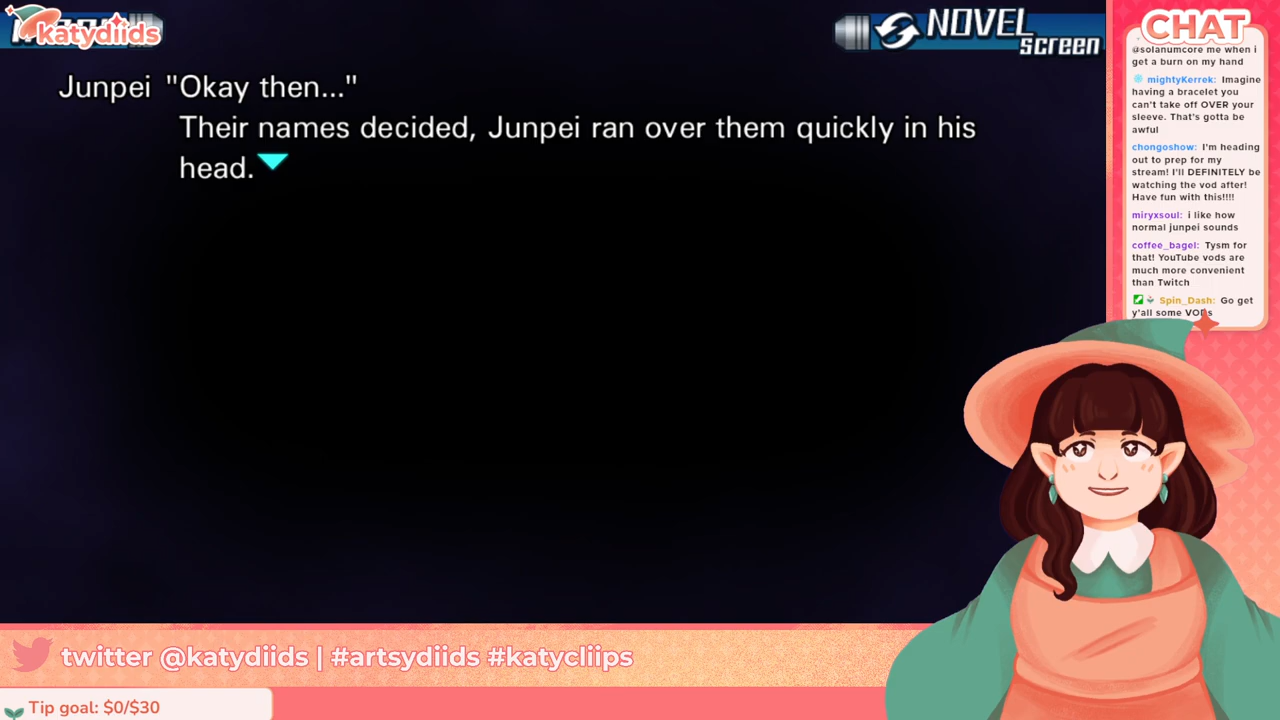 katydiids
NOVEL
screen
Junpei "Okay then..."
Their names decided, Junpei ran over them quickly in his
head.
CHAT
@solanumcore me when i
get a burn on my hand
mightyKerrek: Imagine
having a bracelet you
can't take off OVER your
sleeve. That's gotta be
awful
chongoshow: I'm heading
out to prep for my
stream! I'll DEFINITELY be
watching the vod after!
Have fun with this!!!!
miryxsoul: i like how
normal junpei sounds
coffee_bagel: Tysm for
that! YouTube vods are
much more convenient
than Twitch
Spin_Dash: Go get
y'all some VODs
twitter @katydiids | #artsydiids #katycliips
Tip goal: $0/$30